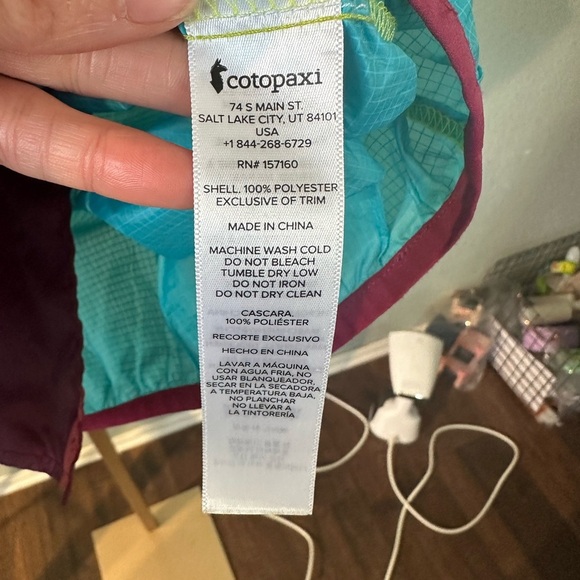 cotopaxi
74 S MAIN ST.
SALT LAKE CITY, UT 84101
USA
+1 844-268-6729
RN# 157160
SHELL. 100% POLYESTER
EXCLUSIVE OF TRIM
MADE IN CHINA
MACHINE WASH COLD
DO NOT BLEACH
TUMBLE DRY LOW
DO NOT IRON
DO NOT DRY CLEAN
CASCARA.
100% POLIÉSTER
RECORTE EXCLUSIVO
HECHO EN CHINA
LAVAR A MÁQUINA
CON AGUA FRIA, NO
USAR BLANQUEADOR,
SECAR EN LA SECADORA
A TEMPERATURA BAJA,
NO PLANCHAR
NO LLEVAR A
LA TINTORERÍA